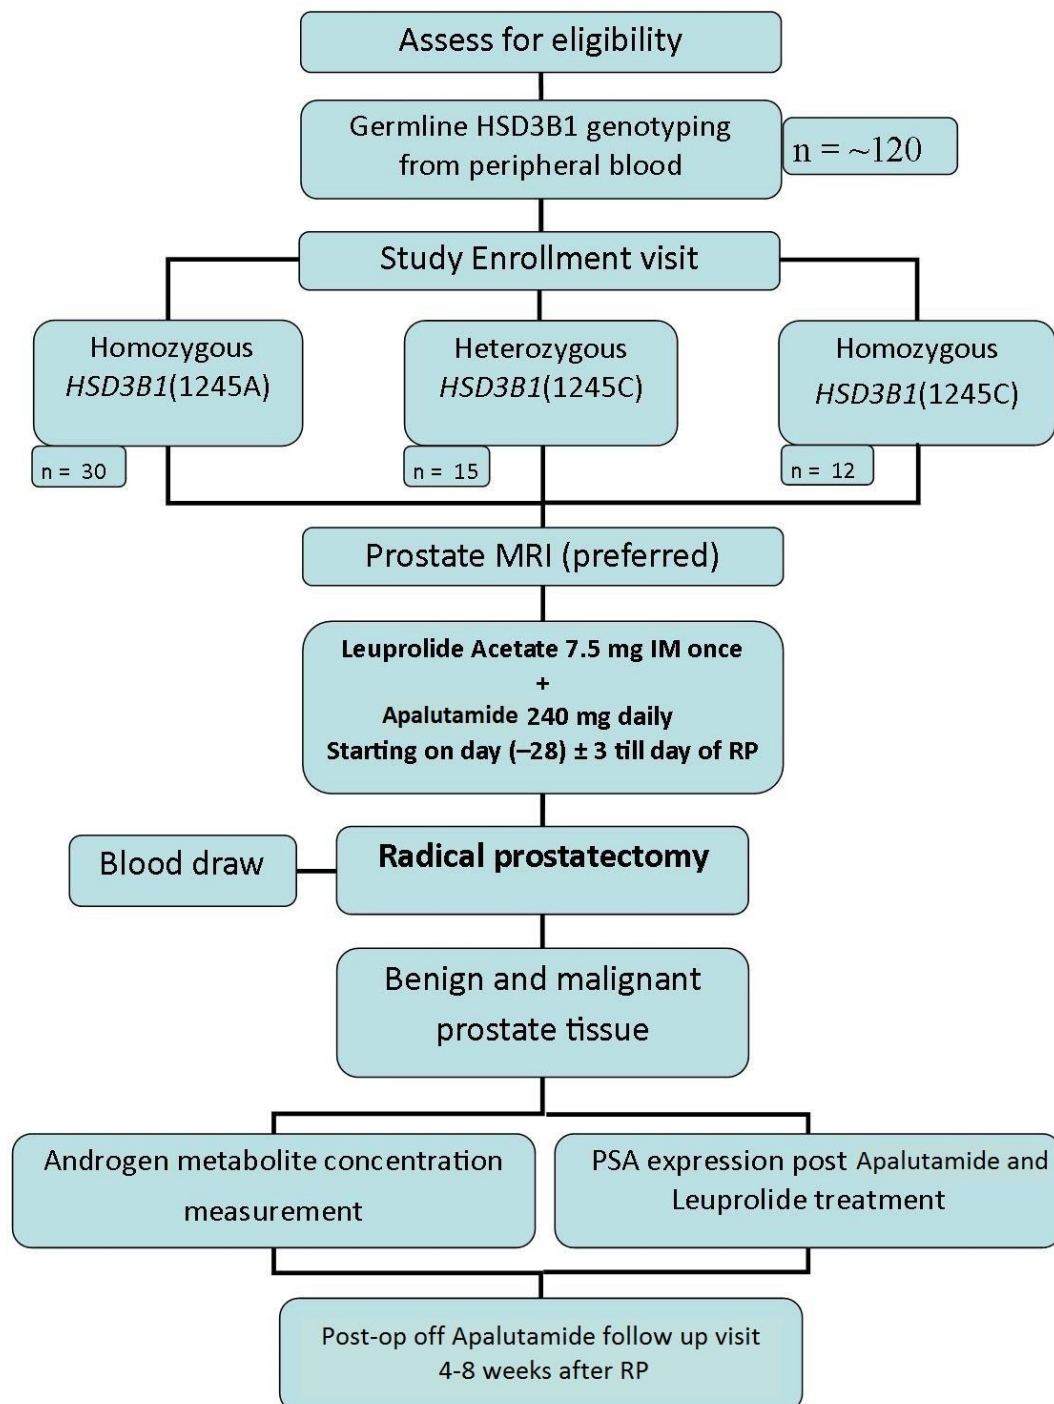 Assess for eligibility
Germline HSD3B1 genotyping
from peripheral blood
n = ~120
Study Enrollment visit
Homozygous
HSD3B1(1245A)
n = 30
Heterozygous
HSD3B1(1245C)
n = 15
Homozygous
HSD3B1(1245C)
n = 12
Prostate MRI (preferred)
Leuprolide Acetate 7.5 mg IM once
+
Apalutamide 240 mg daily
Starting on day (–28) ± 3 till day of RP
Blood draw
Radical prostatectomy
Benign and malignant
prostate tissue
Androgen metabolite concentration
measurement
PSA expression post Apalutamide and
Leuprolide treatment
Post-op off Apalutamide follow up visit
4-8 weeks after RP